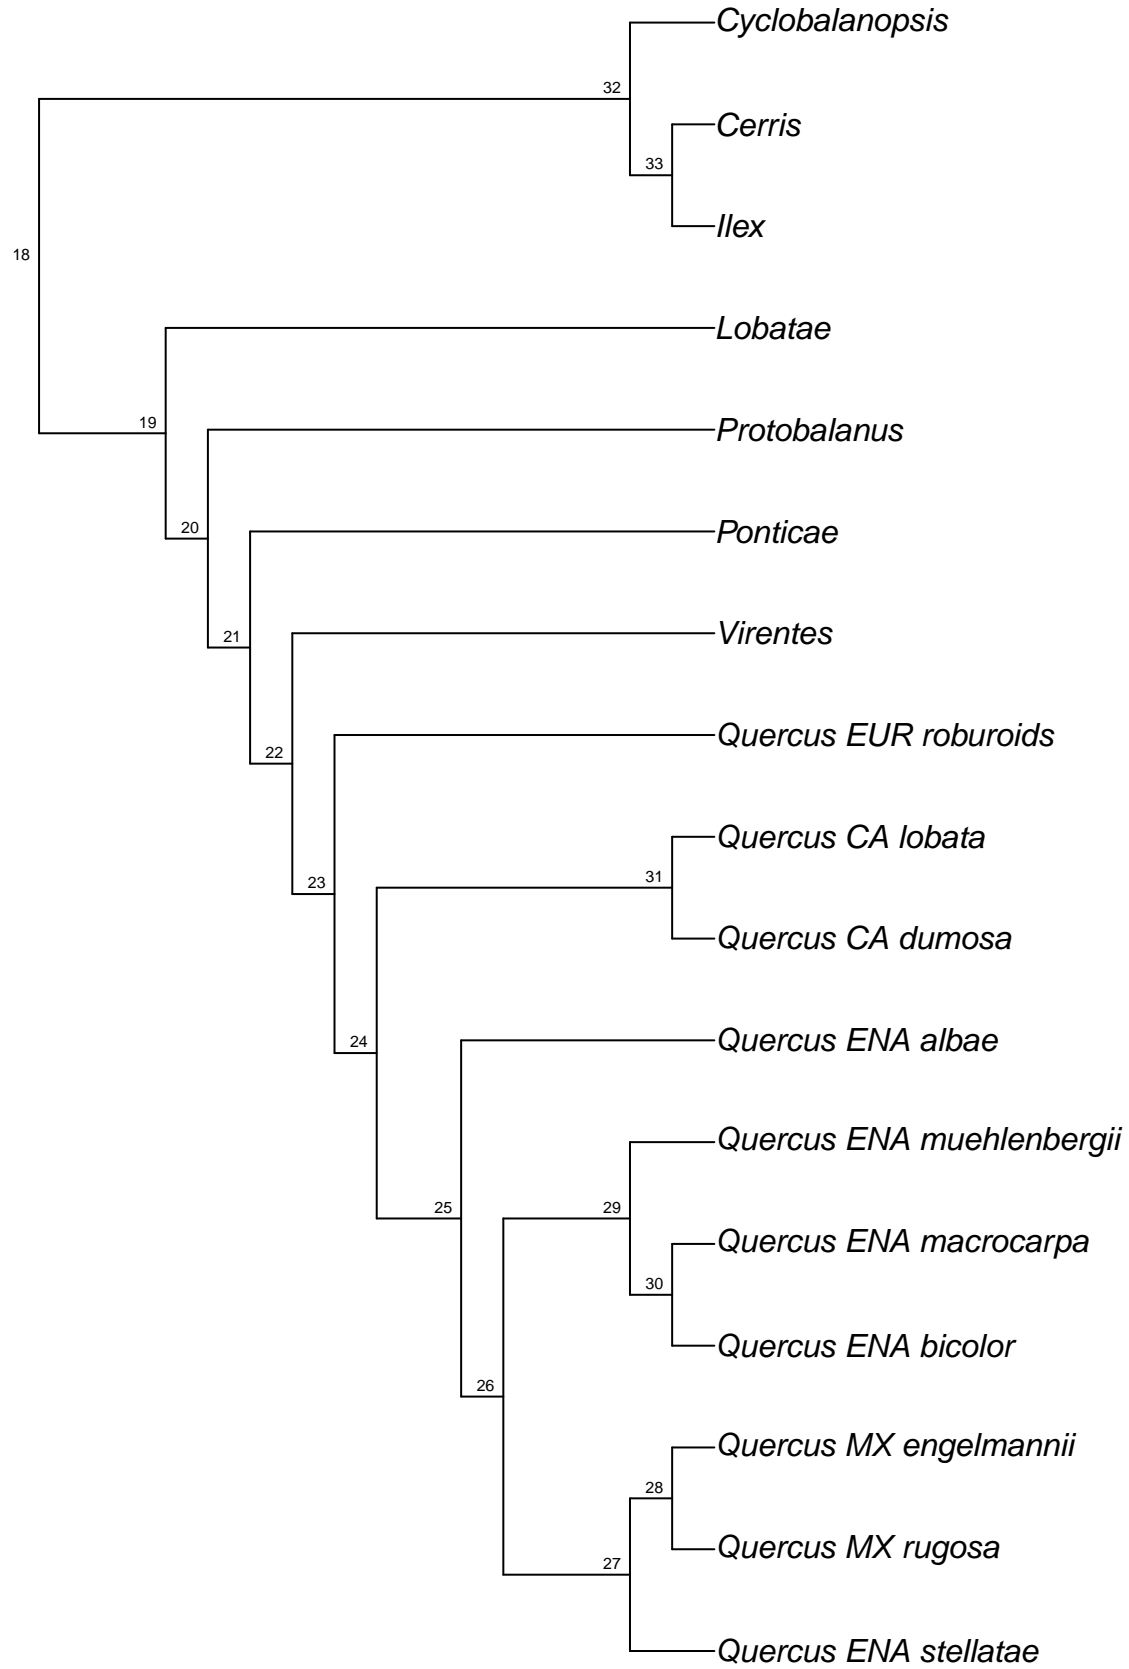 Cyclobalanopsis
32
Cerris
33
Ilex
18
Lobatae
19
Protobalanus
20
Ponticae
21
Virentes
22
Quercus EUR roburoids
23
Quercus CA lobata
31
Quercus CA dumosa
24
Quercus ENA albae
Quercus ENA muehlenbergii
25
29
Quercus ENA macrocarpa
30
Quercus ENA bicolor
26
Quercus MX engelmannii
28
Quercus MX rugosa
27
Quercus ENA stellatae